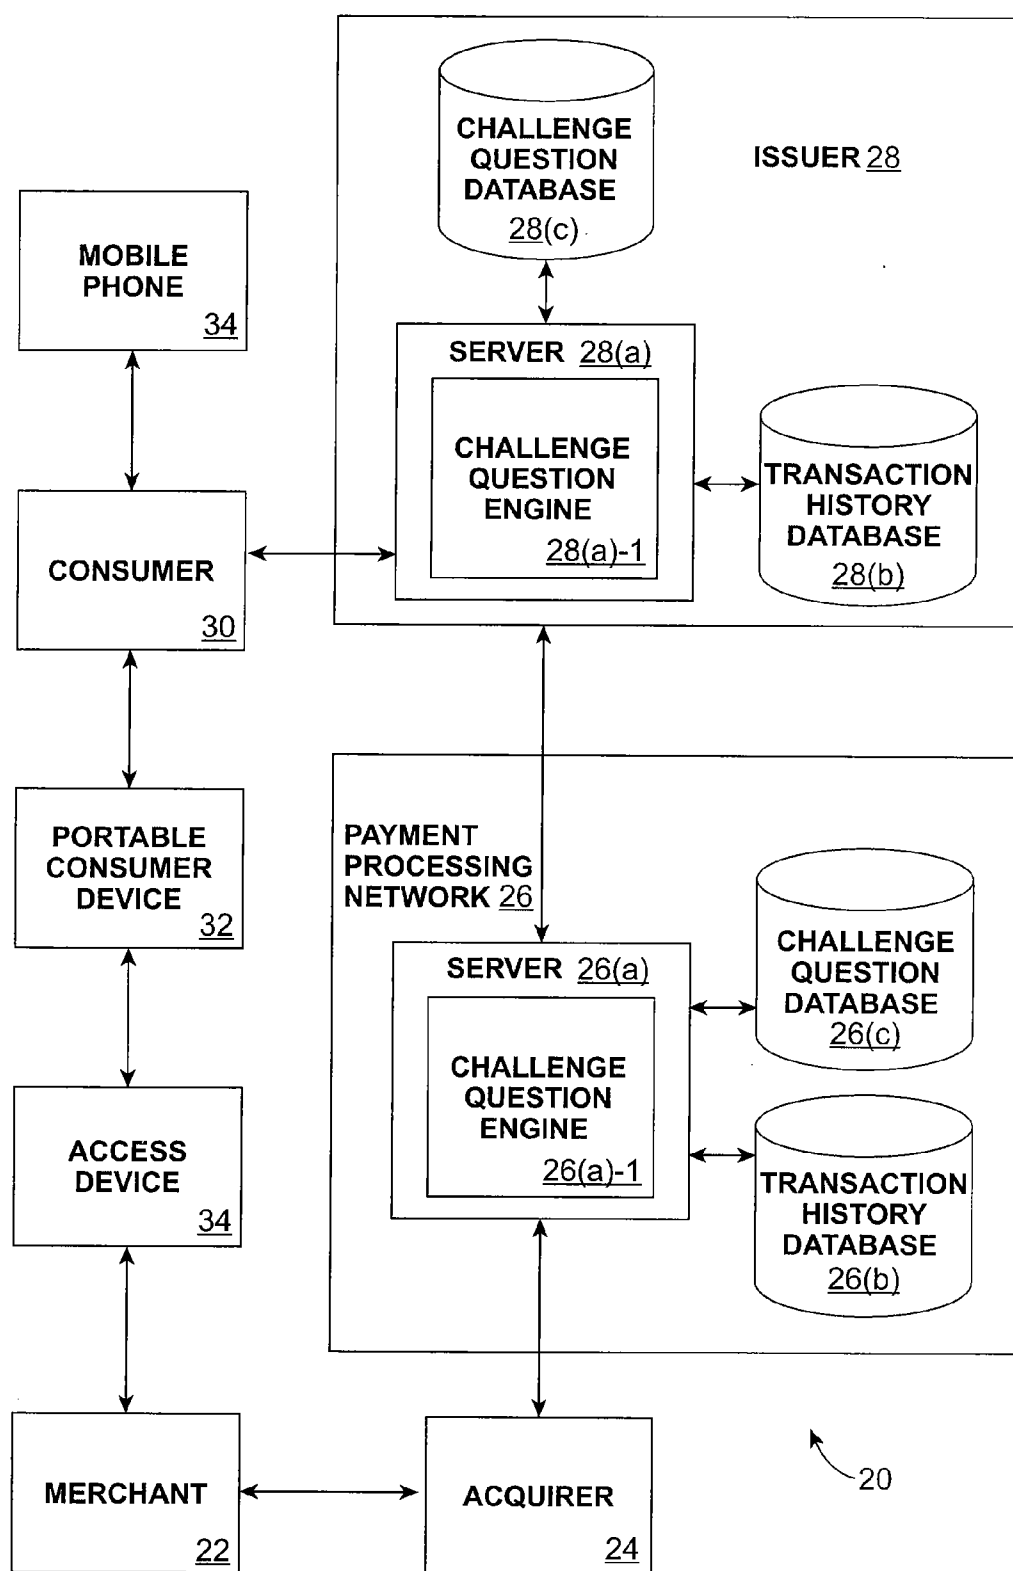 CHALLENGE
QUESTION
DATABASE
28(c)
ISSUER 28
MOBILE
PHONE
34
SERVER 28(a)
CHALLENGE
QUESTION
ENGINE
28(a)-1
TRANSACTION
HISTORY
DATABASE
28(b)
CONSUMER
30
PORTABLE
CONSUMER
DEVICE
32
PAYMENT
PROCESSING
NETWORK 26
SERVER 26(a)
CHALLENGE
QUESTION
ENGINE
26(a)-1
CHALLENGE
QUESTION
DATABASE
26(c)
TRANSACTION
HISTORY
DATABASE
26(b)
ACCESS
DEVICE
34
MERCHANT
22
ACQUIRER
24
20